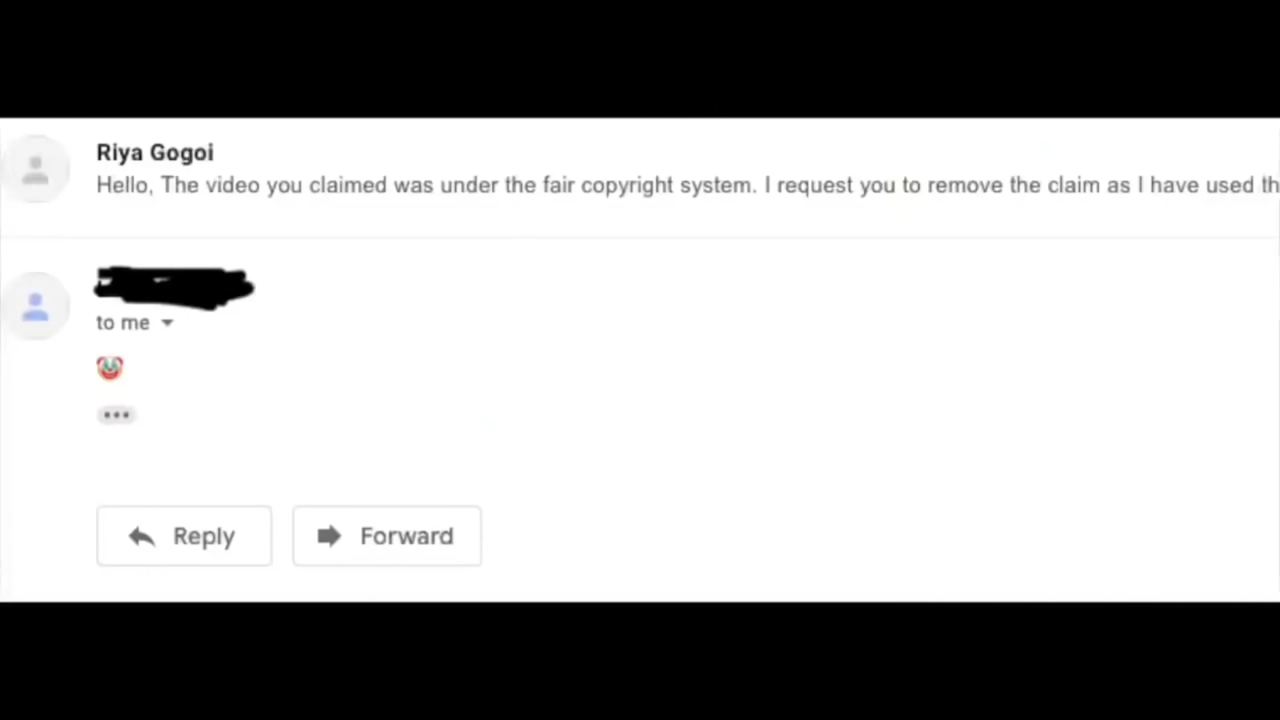 Riya Gogoi
Hello, The video you claimed was under the fair copyright system. I request you to remove the claim as I have used th
to me
Reply
Forward